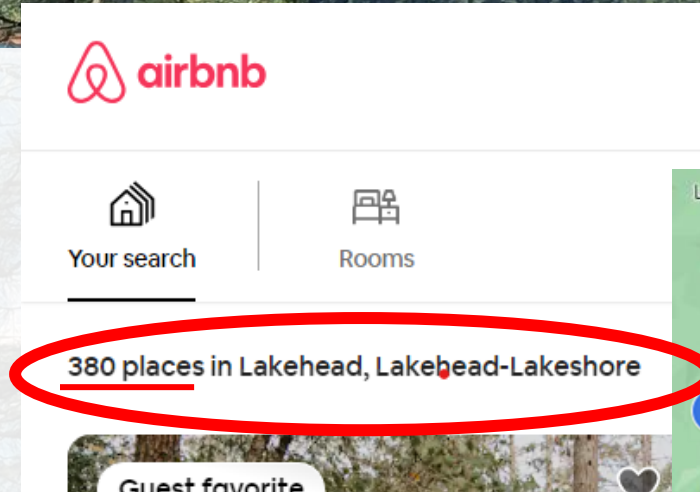 airbnb
Your search
Rooms
380 places in Lakehead, Lakehead-Lakeshore
Guest favorite